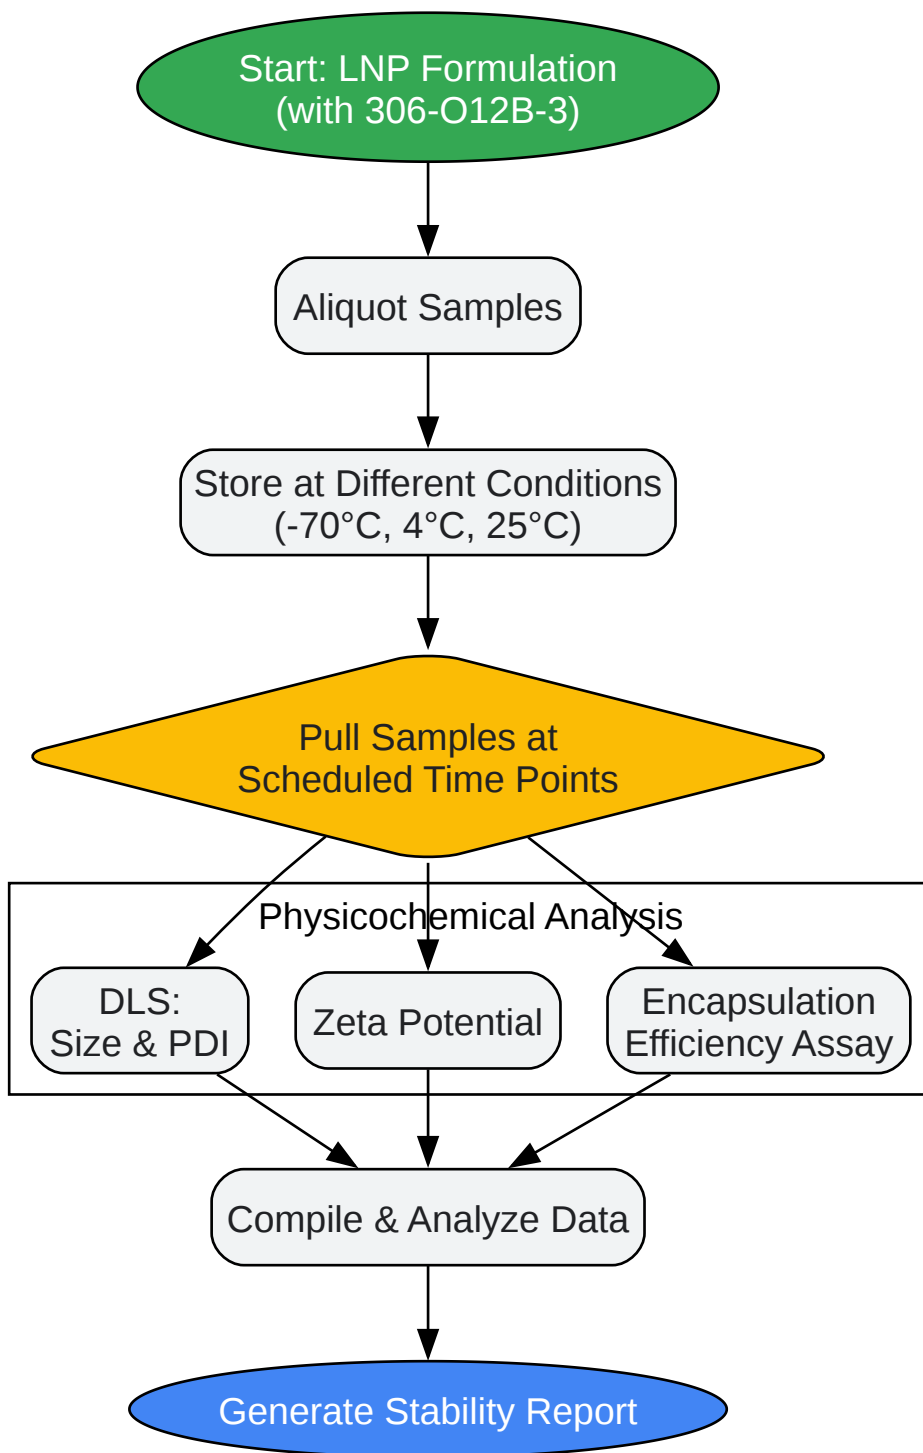 Start: LNP Formulation
(with 306-O12B-3)
Aliquot Samples
Store at Different Conditions
(-70°C, 4°C, 25°C)
Pull Samples at
Scheduled Time Points
Physicochemical Analysis
DLS:
Size & PDI
Zeta Potential
Encapsulation
Efficiency Assay
Compile & Analyze Data
Generate Stability Report